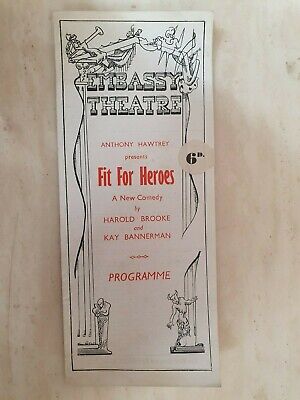 EMBASSY
THEATRE
ANTHONY HAWTREY
presents
Fit For Heroes
6D.
A New Comedy
by
HAROLD BROOKE
and
KAY BANNERMAN
PROGRAMME